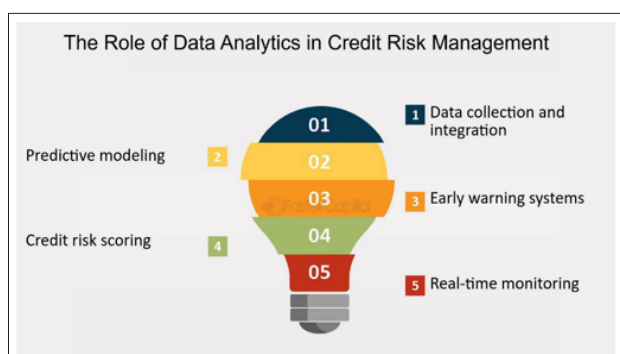 The Role of Data Analytics in Credit Risk Management
01
1 Data collection and
integration
Predictive modeling 2
02
03
3 Early warning systems
Credit risk scoring 4
04
05
5 Real-time monitoring